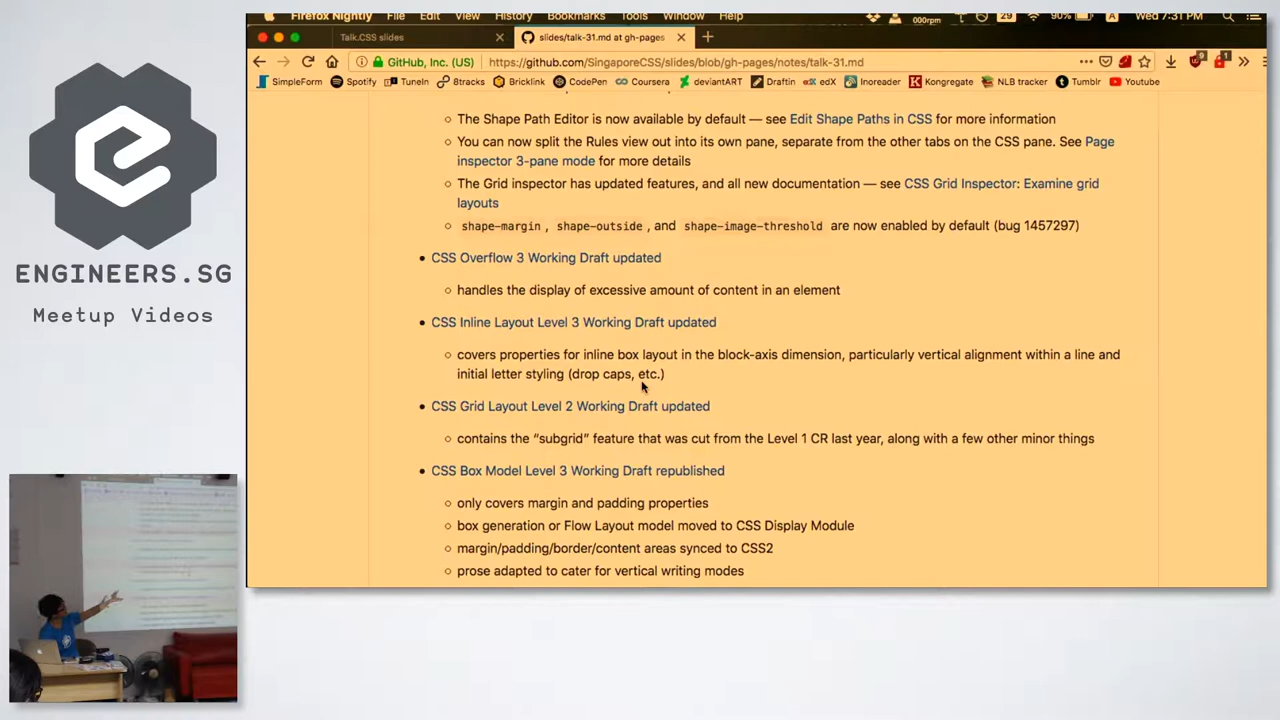 Firefox Nightly File Edit View History Bookmarks Tools Window Help 000rpm 29 90% A Wed 7:31 PM
Talk.CSS slides
slides/talk-31.md at gh-pages
GitHub, Inc. (US) https://github.com/SingaporeCSS/slides/blob/gh-pages/notes/talk-31.md
SimpleForm Spotify TuneIn 8tracks Bricklink CodePen Coursera deviantART Draftin edX Inoreader Kongregate NLB tracker Tumblr Youtube
The Shape Path Editor is now available by default — see Edit Shape Paths in CSS for more information
You can now split the Rules view out into its own pane, separate from the other tabs on the CSS pane. See Page
inspector 3-pane mode for more details
The Grid inspector has updated features, and all new documentation — see CSS Grid Inspector: Examine grid
layouts
shape-margin, shape-outside, and shape-image-threshold are now enabled by default (bug 1457297)
CSS Overflow 3 Working Draft updated
handles the display of excessive amount of content in an element
CSS Inline Layout Level 3 Working Draft updated
covers properties for inline box layout in the block-axis dimension, particularly vertical alignment within a line and
initial letter styling (drop caps, etc.)
CSS Grid Layout Level 2 Working Draft updated
contains the “subgrid” feature that was cut from the Level 1 CR last year, along with a few other minor things
CSS Box Model Level 3 Working Draft republished
only covers margin and padding properties
box generation or Flow Layout model moved to CSS Display Module
margin/padding/border/content areas synced to CSS2
prose adapted to cater for vertical writing modes
ENGINEERS.SG
Meetup Videos